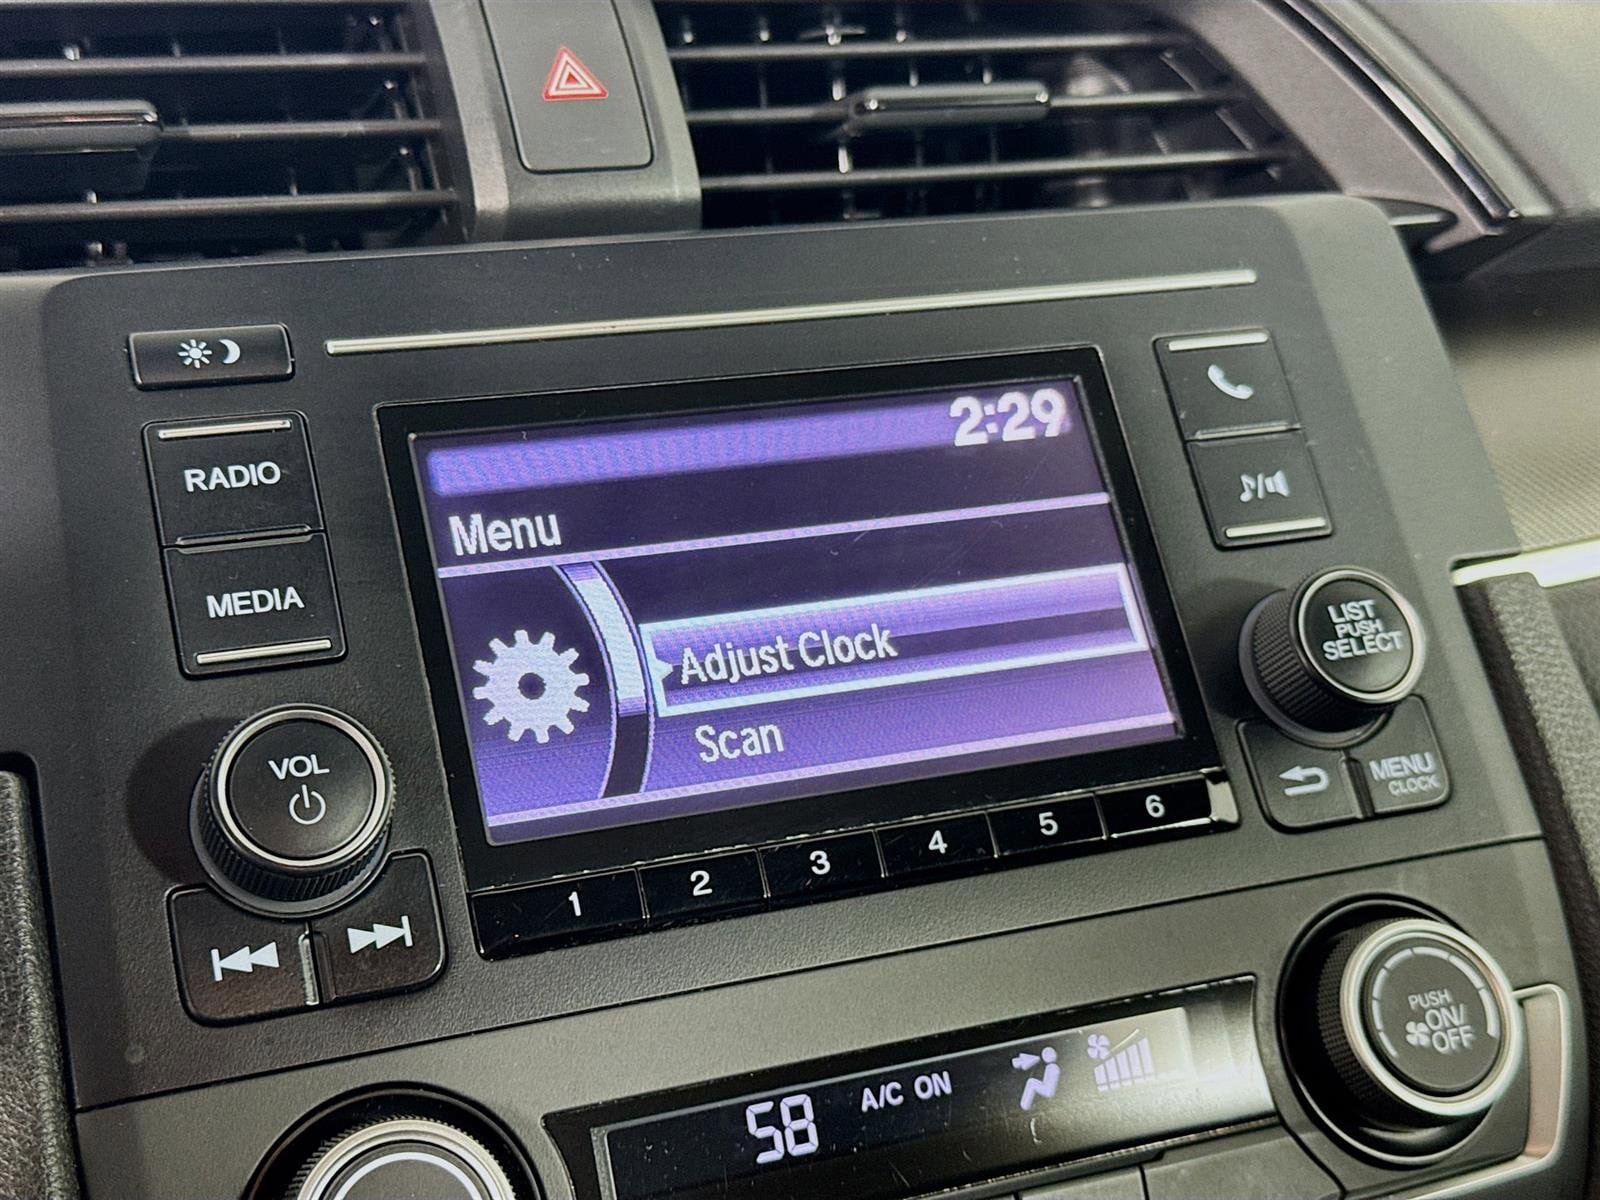 2:29
RADIO
Menu
LIST
PUSH
SELECT
MEDIA
Adjust Clock
Scan
VOL
MENU
CLOCK
1 2 3 4 5 6
PUSH
ON/
OFF
58 A/C ON